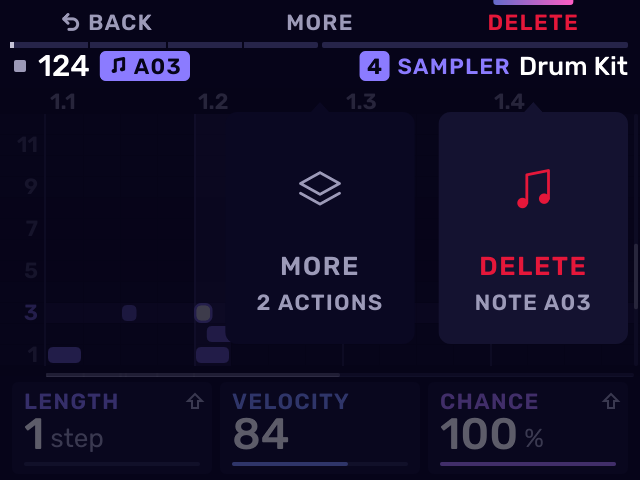 BACK MORE DELETE
124 A03 4 SAMPLER Drum Kit
1.1 1.2 1.3 1.4
11
9
7
5
3
1
MORE
2 ACTIONS
DELETE
NOTE A03
LENGTH VELOCITY CHANCE
1 step 84 100 %